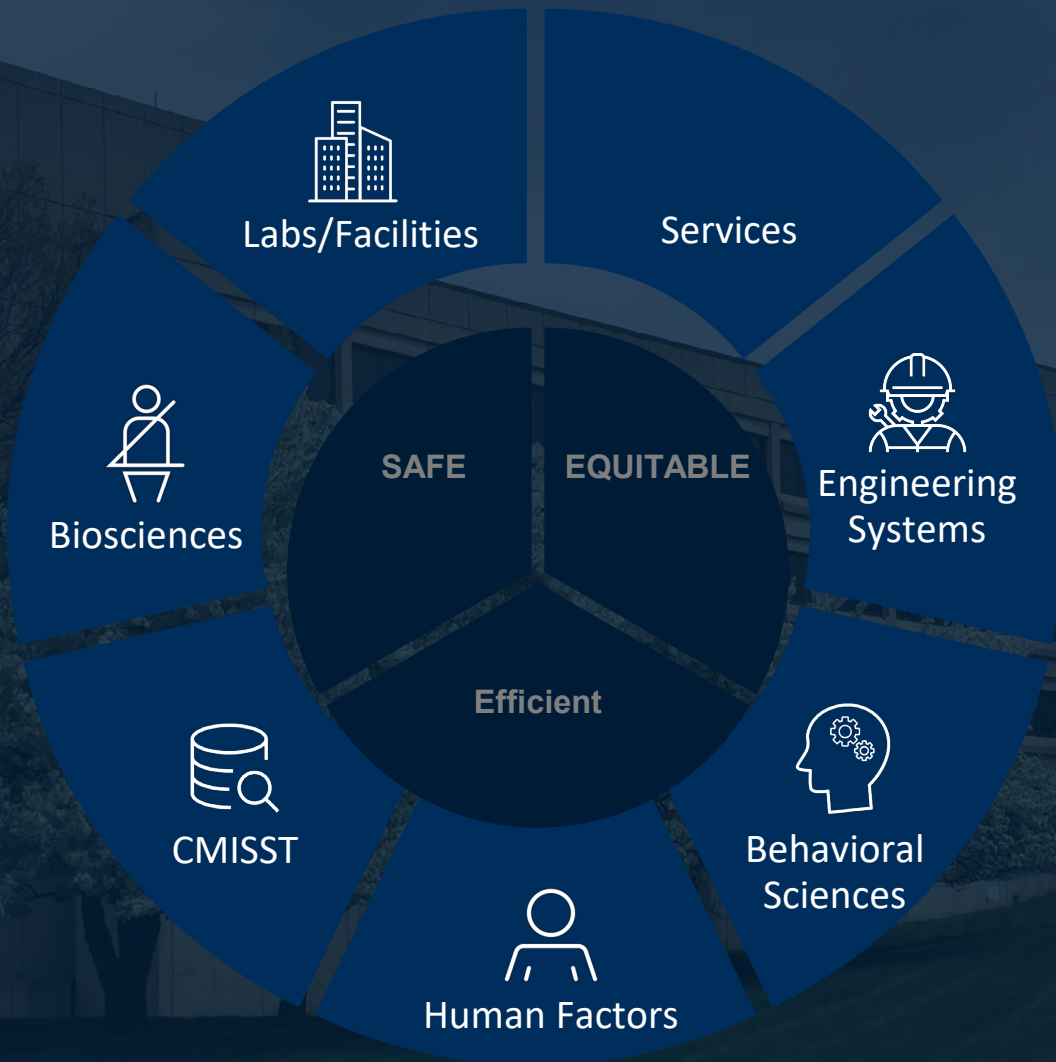 Labs/Facilities
Services
Engineering
Systems
Behavioral
Sciences
Human Factors
CMISST
Biosciences
SAFE
EQUITABLE
Efficient